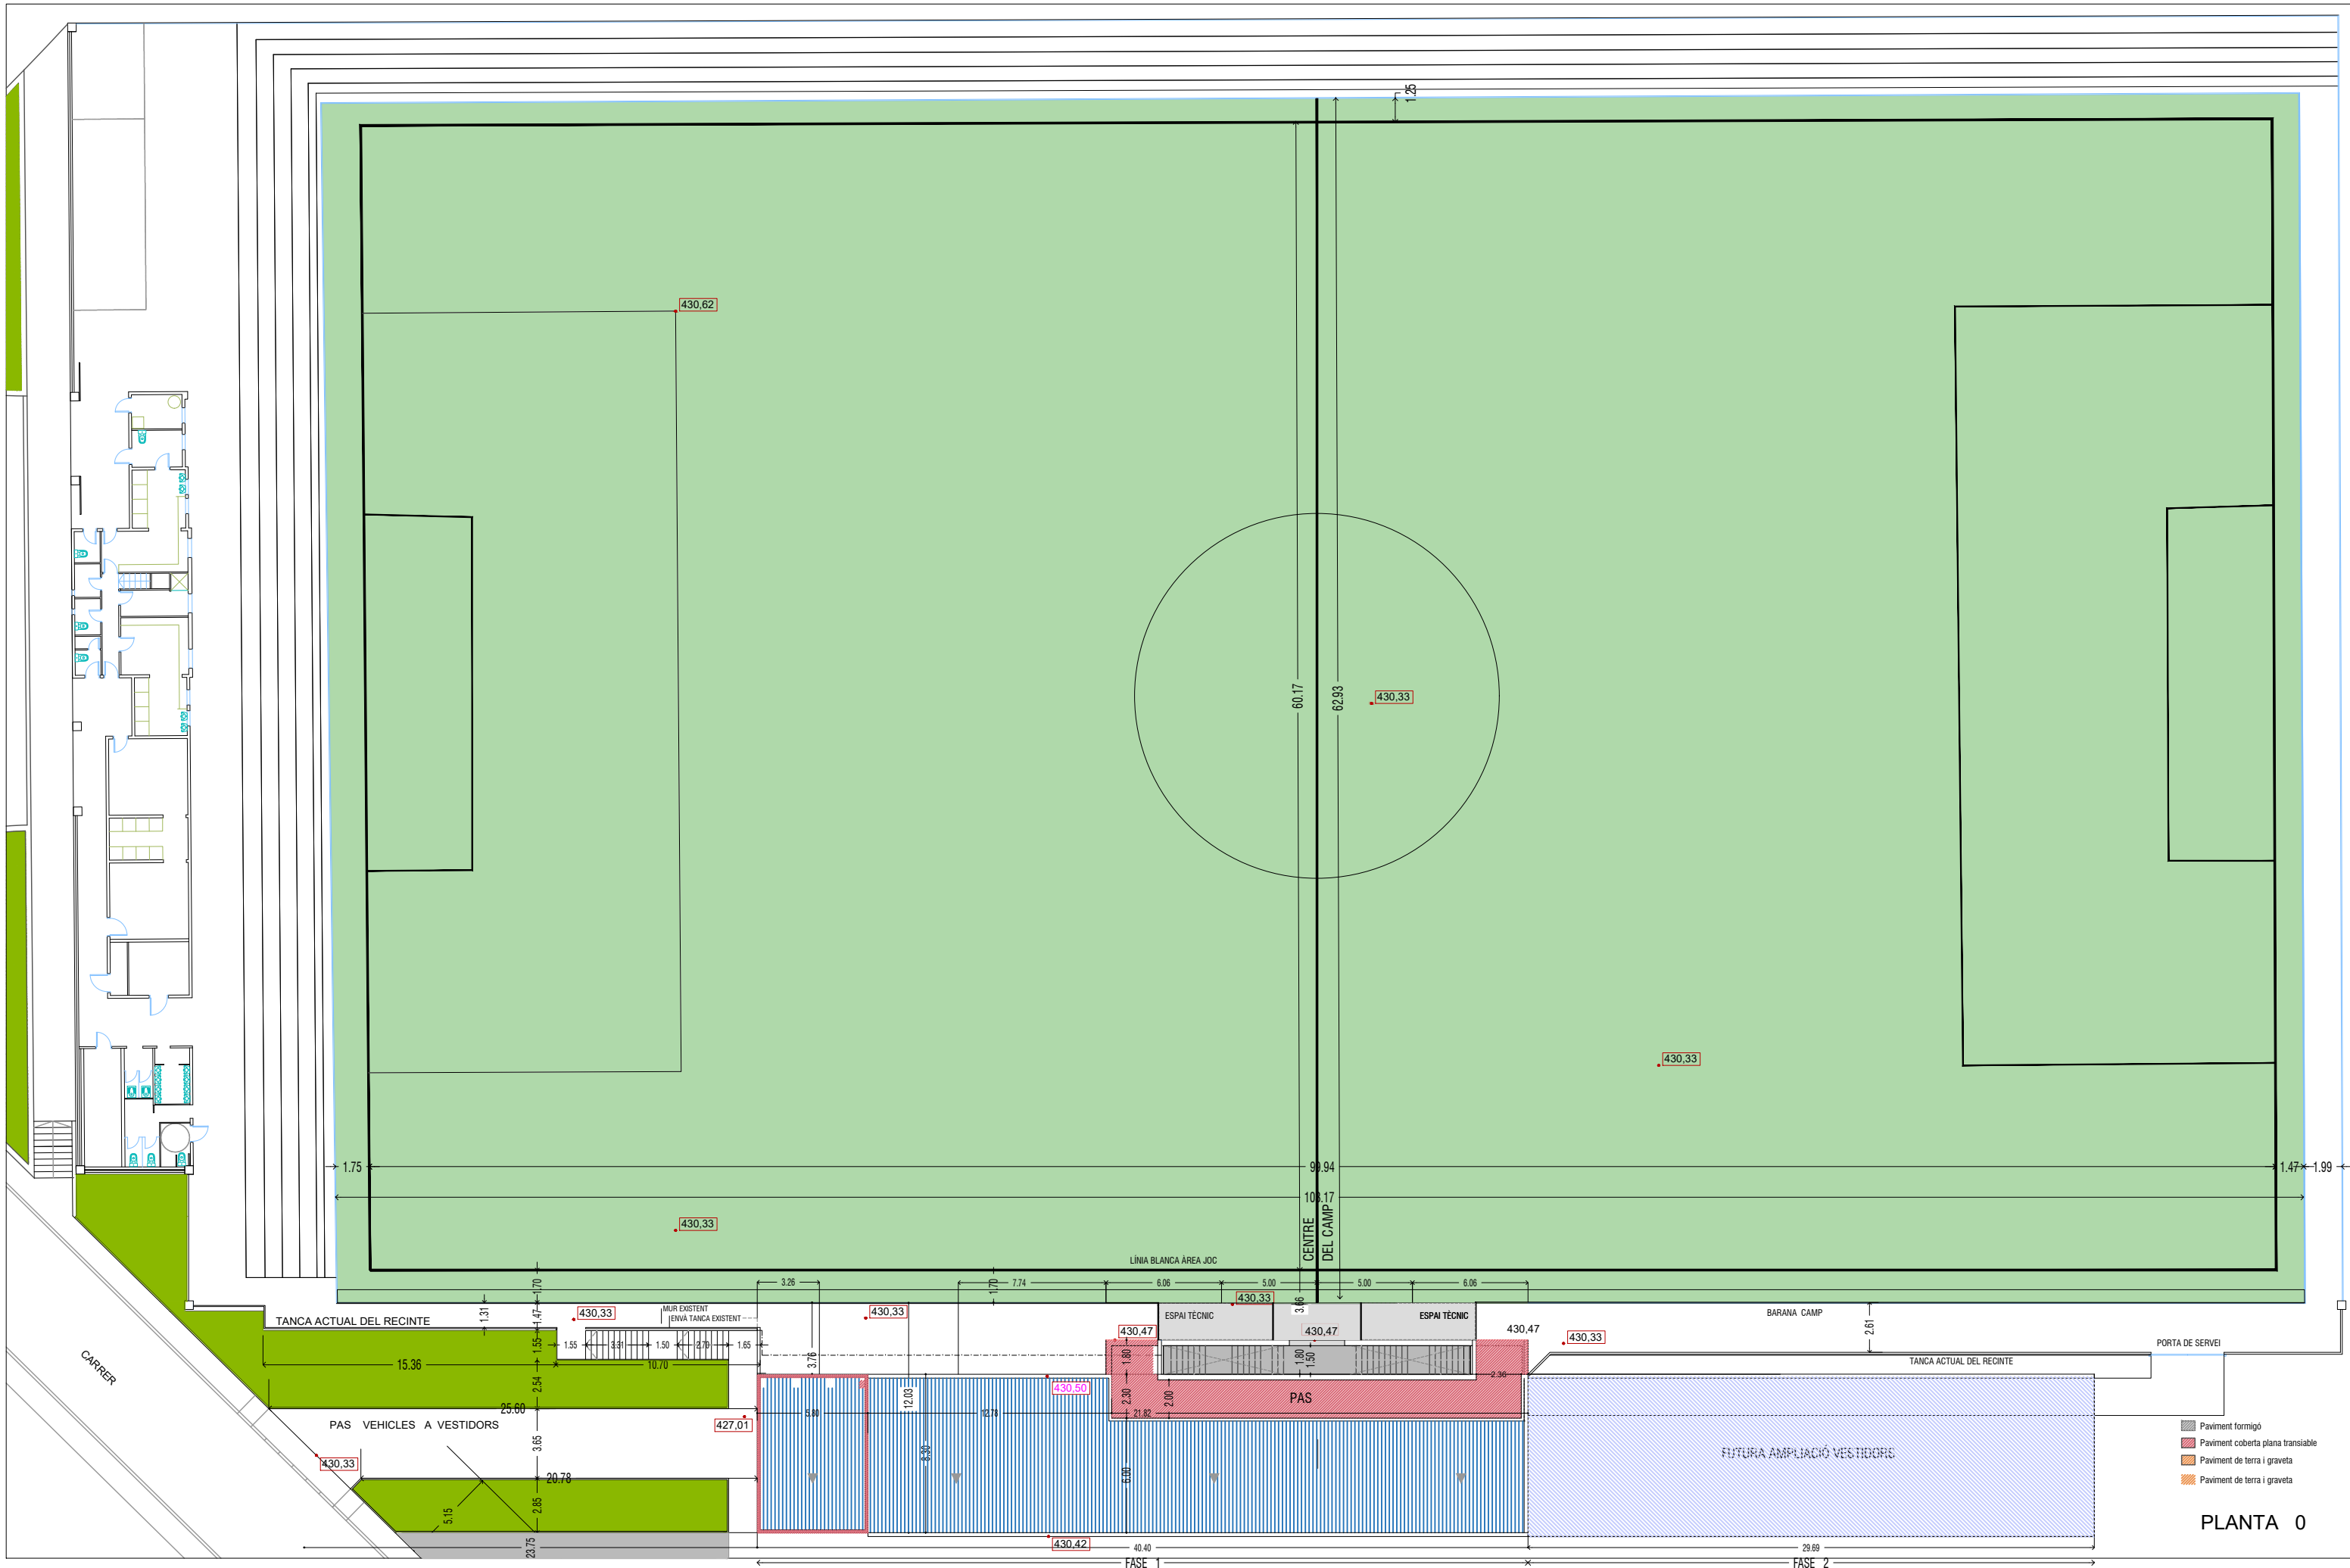 1.25
430,62
60.17
62.93
430,33
430,33
1.75
99.94
1.47
1.99
430,33
CENTRE
DEL CAMP
LÍNIA BLANCA ÀREA JOC
1.70
1.70
3.26
7.74
6.06
5.00
5.00
6.06
1.31
1.47
430,33
MUR EXISTENT
ENVÀ TANCA EXISTENT
430,33
430,33
3.66
ESPAI TÈCNIC
ESPAI TÈCNIC
BARANA CAMP
2.61
TANCA ACTUAL DEL RECINTE
430,47
430,47
430,47
430,33
PORTA DE SERVEI
1.55
1.55
3.31
1.50
2.70
1.65
3.76
1.80
1.80
1.50
TANCA ACTUAL DEL RECINTE
CARRER
15.36
10.70
2.54
430,50
12.03
2.30
2.00
2.36
PAS
25.60
5.80
12.78
21.82
PAS VEHICLES A VESTIDORS
427,01
3.65
8.30
430,33
20.78
6.00
FUTURA AMPLIACIÓ VESTIDORS
Paviment formigó
Paviment coberta plana transiable
Paviment de terra i graveta
Paviment de terra i graveta
2.85
5.15
PLANTA 0
23.75
430,42
40.40
29.69
FASE 1
FASE 2